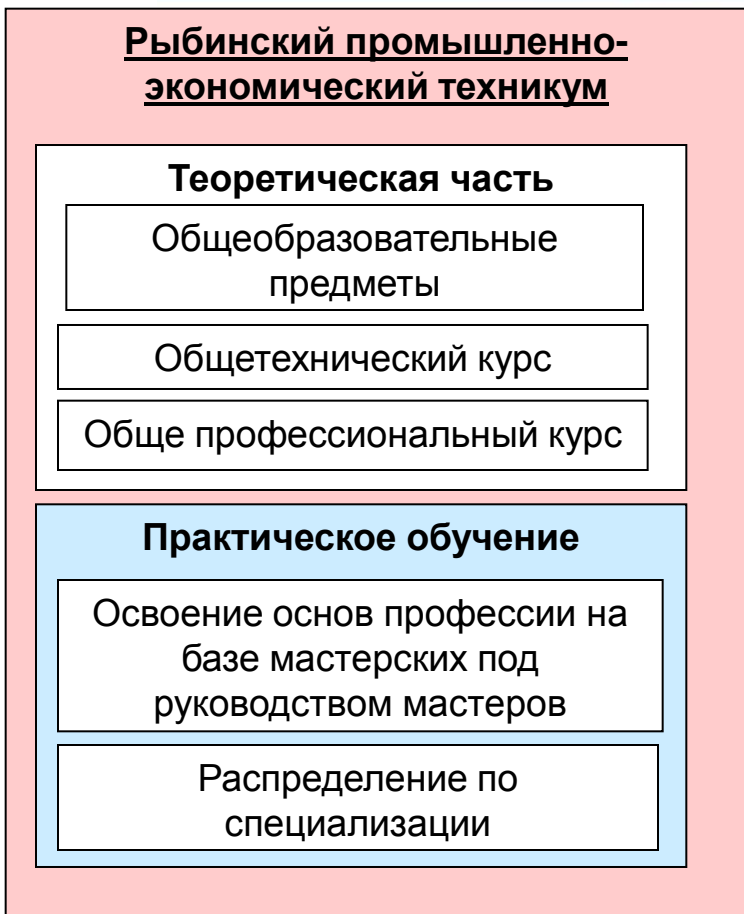 Рыбинский промышленно-
экономический техникум
Теоретическая часть
Общеобразовательные
предметы
Общетехнический курс
Обще профессиональный курс
Практическое обучение
Освоение основ профессии на
базе мастерских под
руководством мастеров
Распределение по
специализации